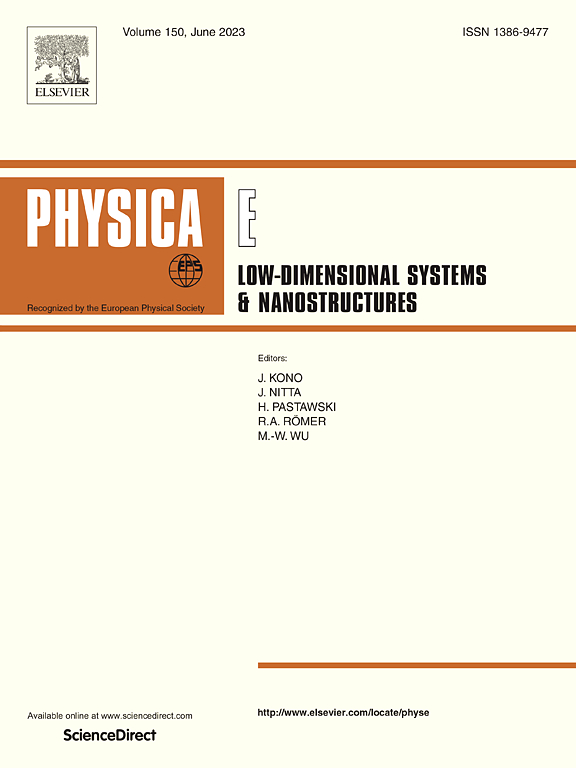 Volume 150, June 2023
ISSN 1386-9477
ELSEVIER
PHYSICA E
EPS
Recognized by the European Physical Society
LOW-DIMENSIONAL SYSTEMS
& NANOSTRUCTURES
Editors:
J. KONO
J. NITTA
H. PASTAWSKI
R.A. RÖMER
M.-W. WU
Available online at www.sciencedirect.com
ScienceDirect
http://www.elsevier.com/locate/physe